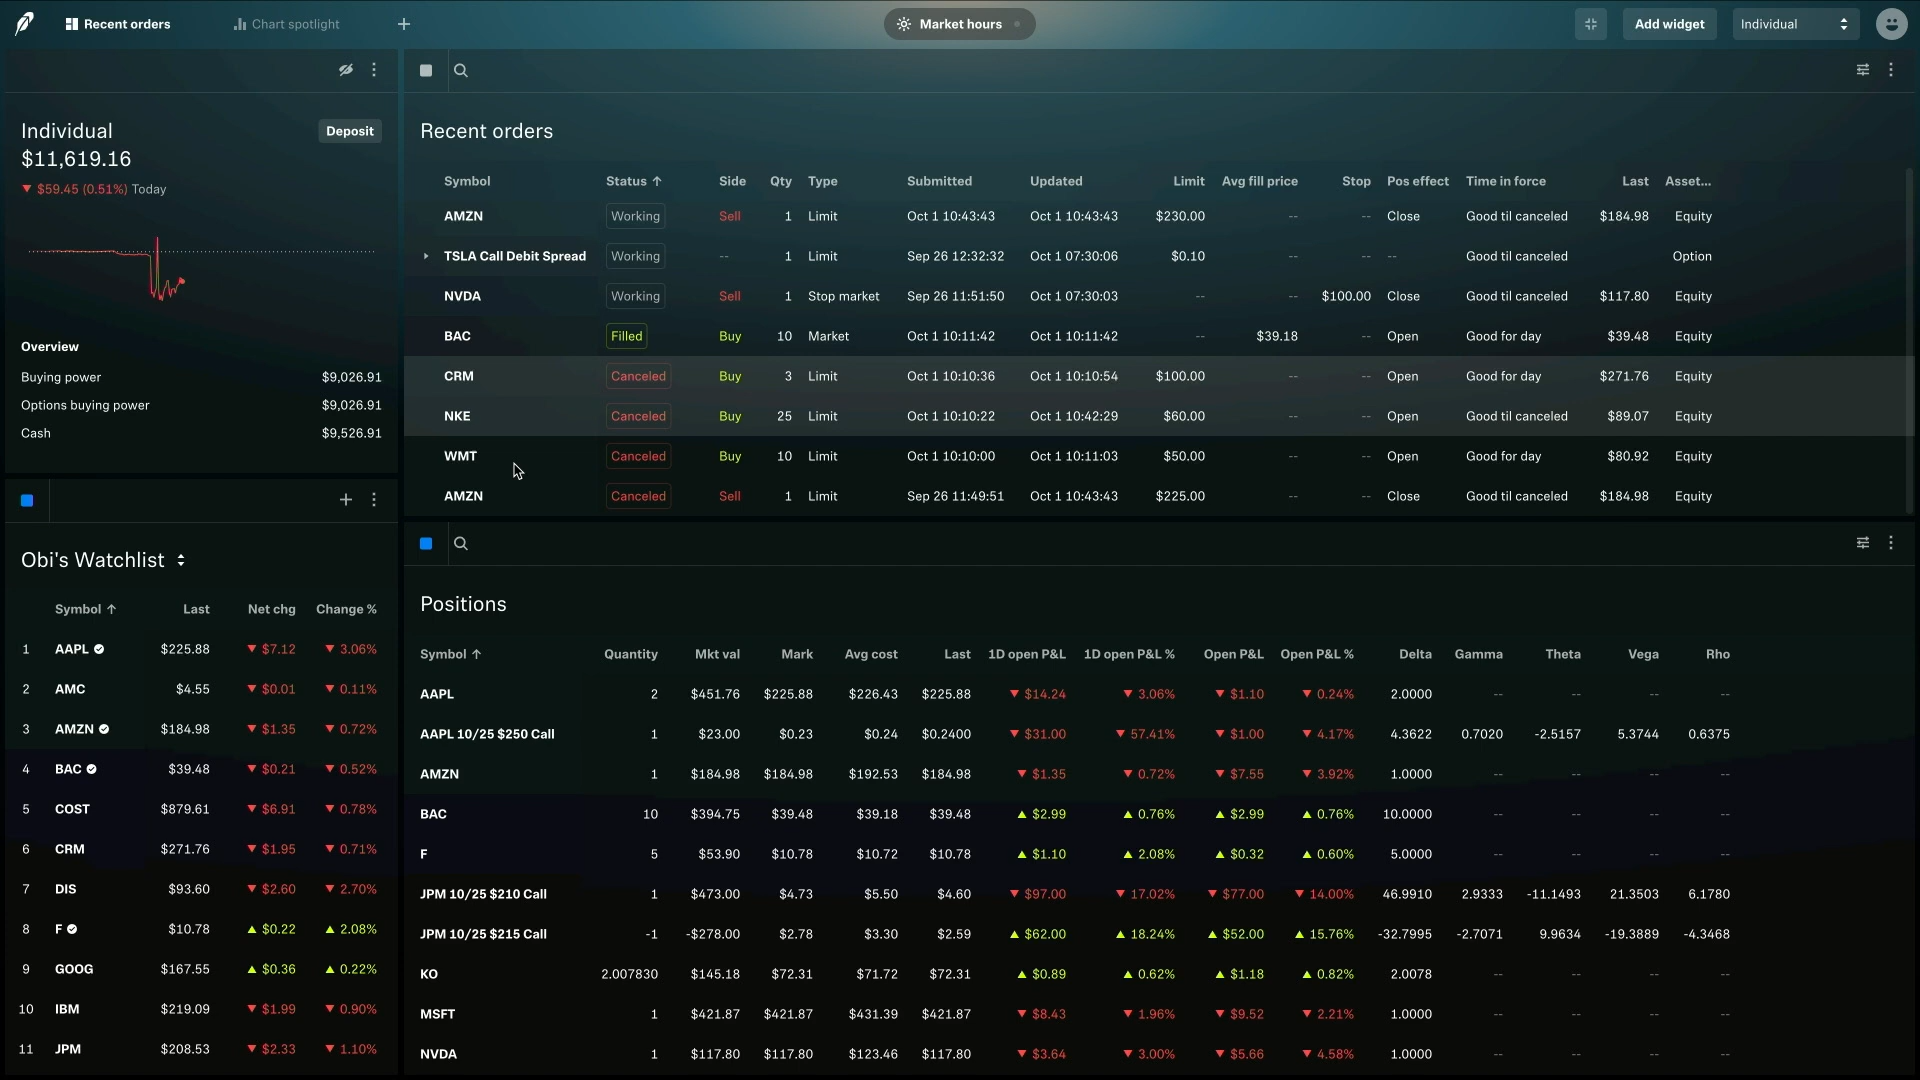 Recent orders
Chart spotlight
Market hours
Add widget
Individual
Individual
$11,619.16
Deposit
$59.45 (0.51%) Today
Overview
Buying power $9,026.91
Options buying power $9,026.91
Cash $9,526.91
Recent orders
Symbol Status ↑ Side Qty Type Submitted Updated Limit Avg fill price Stop Pos effect Time in force Last Asset...
AMZN Working Sell 1 Limit Oct 1 10:43:43 Oct 1 10:43:43 $230.00 -- -- Close Good til canceled $184.98 Equity
TSLA Call Debit Spread Working -- 1 Limit Sep 26 12:32:32 Oct 1 07:30:06 $0.10 -- -- -- Good til canceled Option
NVDA Working Sell 1 Stop market Sep 26 11:51:50 Oct 1 07:30:03 -- -- $100.00 Close Good til canceled $117.80 Equity
BAC Filled Buy 10 Market Oct 1 10:11:42 Oct 1 10:11:42 -- $39.18 -- Open Good for day $39.48 Equity
CRM Canceled Buy 3 Limit Oct 1 10:10:36 Oct 1 10:10:54 $100.00 -- -- Open Good for day $271.76 Equity
NKE Canceled Buy 25 Limit Oct 1 10:10:22 Oct 1 10:42:29 $60.00 -- -- Open Good til canceled $89.07 Equity
WMT Canceled Buy 10 Limit Oct 1 10:10:00 Oct 1 10:11:03 $50.00 -- -- Open Good for day $80.92 Equity
AMZN Canceled Sell 1 Limit Sep 26 11:49:51 Oct 1 10:43:43 $225.00 -- -- Close Good til canceled $184.98 Equity
Obi's Watchlist
Symbol ↑ Last Net chg Change %
1 AAPL $225.88 ▼ $7.12 ▼ 3.06%
2 AMC $4.55 ▼ $0.01 ▼ 0.11%
3 AMZN $184.98 ▼ $1.35 ▼ 0.72%
4 BAC $39.48 ▼ $0.21 ▼ 0.52%
5 COST $879.61 ▼ $6.91 ▼ 0.78%
6 CRM $271.76 ▼ $1.95 ▼ 0.71%
7 DIS $93.60 ▼ $2.60 ▼ 2.70%
8 F $10.78 ▲ $0.22 ▲ 2.08%
9 GOOG $167.55 ▲ $0.36 ▲ 0.22%
10 IBM $219.09 ▼ $1.99 ▼ 0.90%
11 JPM $208.53 ▼ $2.33 ▼ 1.10%
Positions
Symbol ↑ Quantity Mkt val Mark Avg cost Last 1D open P&L 1D open P&L % Open P&L Open P&L % Delta Gamma Theta Vega Rho
AAPL 2 $451.76 $225.88 $226.43 $225.88 ▼ $14.24 ▼ 3.06% ▼ $1.10 ▼ 0.24% 2.0000 -- -- -- --
AAPL 10/25 $250 Call 1 $23.00 $0.23 $0.24 $0.2400 ▼ $31.00 ▼ 57.41% ▼ $1.00 ▼ 4.17% 4.3622 0.7020 -2.5157 5.3744 0.6375
AMZN 1 $184.98 $184.98 $192.53 $184.98 ▼ $1.35 ▼ 0.72% ▼ $7.55 ▼ 3.92% 1.0000 -- -- -- --
BAC 10 $394.75 $39.48 $39.18 $39.48 ▲ $2.99 ▲ 0.76% ▲ $2.99 ▲ 0.76% 10.0000 -- -- -- --
F 5 $53.90 $10.78 $10.72 $10.78 ▲ $1.10 ▲ 2.08% ▲ $0.32 ▲ 0.60% 5.0000 -- -- -- --
JPM 10/25 $210 Call 1 $473.00 $4.73 $5.50 $4.60 ▼ $97.00 ▼ 17.02% ▼ $77.00 ▼ 14.00% 46.9910 2.9333 -11.1493 21.3503 6.1780
JPM 10/25 $215 Call -1 -$278.00 $2.78 $3.30 $2.59 ▲ $62.00 ▲ 18.24% ▲ $52.00 ▲ 15.76% -32.7995 -2.7071 9.9634 -19.3889 -4.3468
KO 2.007830 $145.18 $72.31 $71.72 $72.31 ▲ $0.89 ▲ 0.62% ▲ $1.18 ▲ 0.82% 2.0078 -- -- -- --
MSFT 1 $421.87 $421.87 $431.39 $421.87 ▼ $8.43 ▼ 1.96% ▼ $9.52 ▼ 2.21% 1.0000 -- -- -- --
NVDA 1 $117.80 $117.80 $123.46 $117.80 ▼ $3.64 ▼ 3.00% ▼ $5.66 ▼ 4.58% 1.0000 -- -- -- --